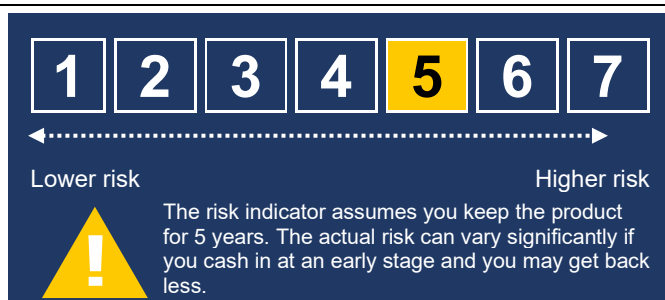 1 2 3 4 5 6 7
Lower risk Higher risk
!
The risk indicator assumes you keep the product
for 5 years. The actual risk can vary significantly if
you cash in at an early stage and you may get back
less.